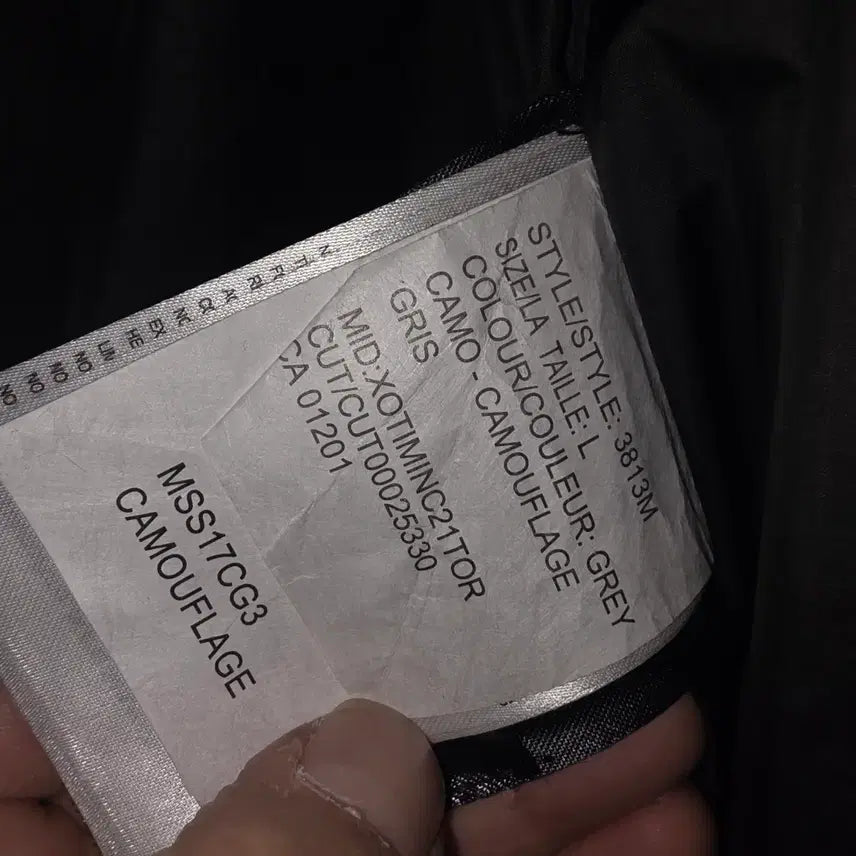 STYLE/STYLE: 3813M
SIZE/LA TAILLE: L
COLOUR/COULEUR: GREY
CAMO - CAMOUFLAGE
GRIS
MID:XOTIMINC21TOR
CUT/CUT00025330
CA 01201
MSS17CG3
CAMOUFLAGE